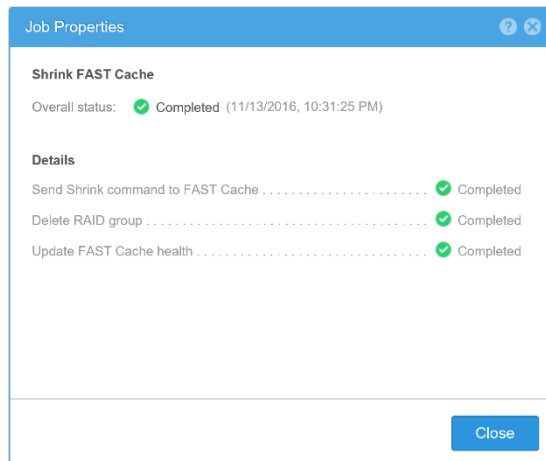 Job Properties
Shrink FAST Cache
Overall status: Completed (11/13/2016, 10:31:25 PM)
Details
Send Shrink command to FAST Cache . . . . . . . . . . . . . . . . . . . . . . . . Completed
Delete RAID group . . . . . . . . . . . . . . . . . . . . . . . . . . . . . . . . . . . . . . . . Completed
Update FAST Cache health . . . . . . . . . . . . . . . . . . . . . . . . . . . . . . . . . Completed
Close